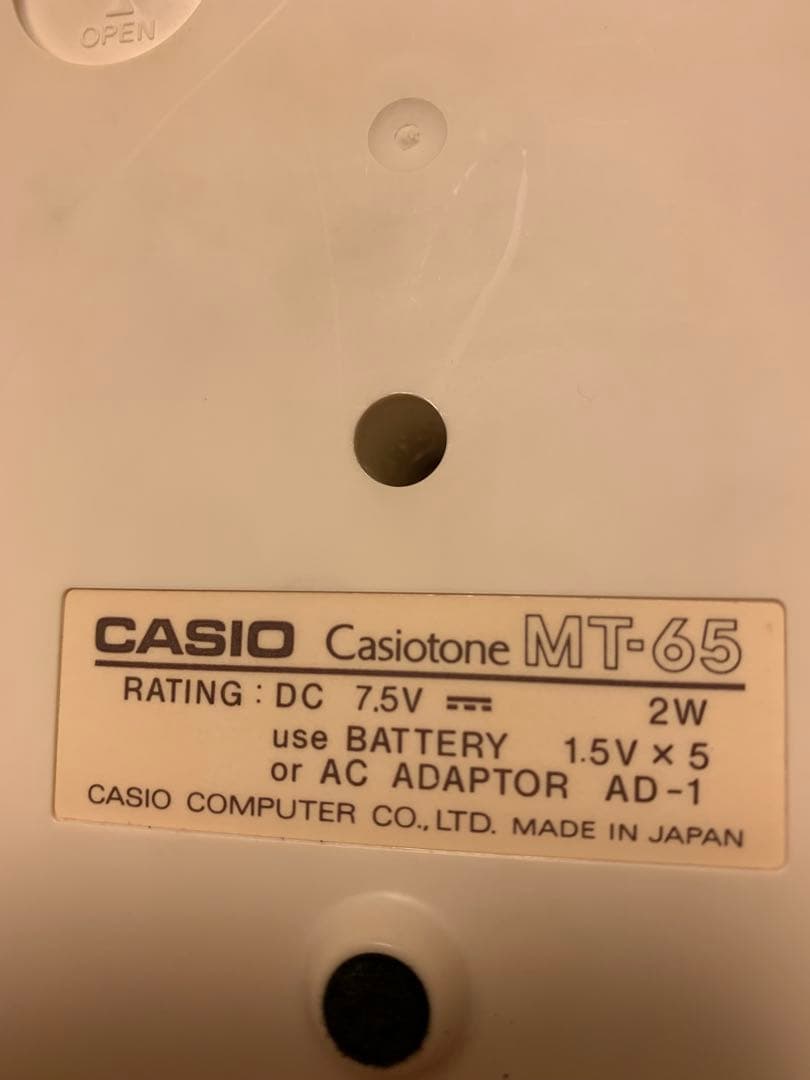 OPEN
CASIO Casiotone MT-65
RATING : DC 7.5V ⎓ 2W
use BATTERY 1.5V × 5
or AC ADAPTOR AD-1
CASIO COMPUTER CO., LTD. MADE IN JAPAN